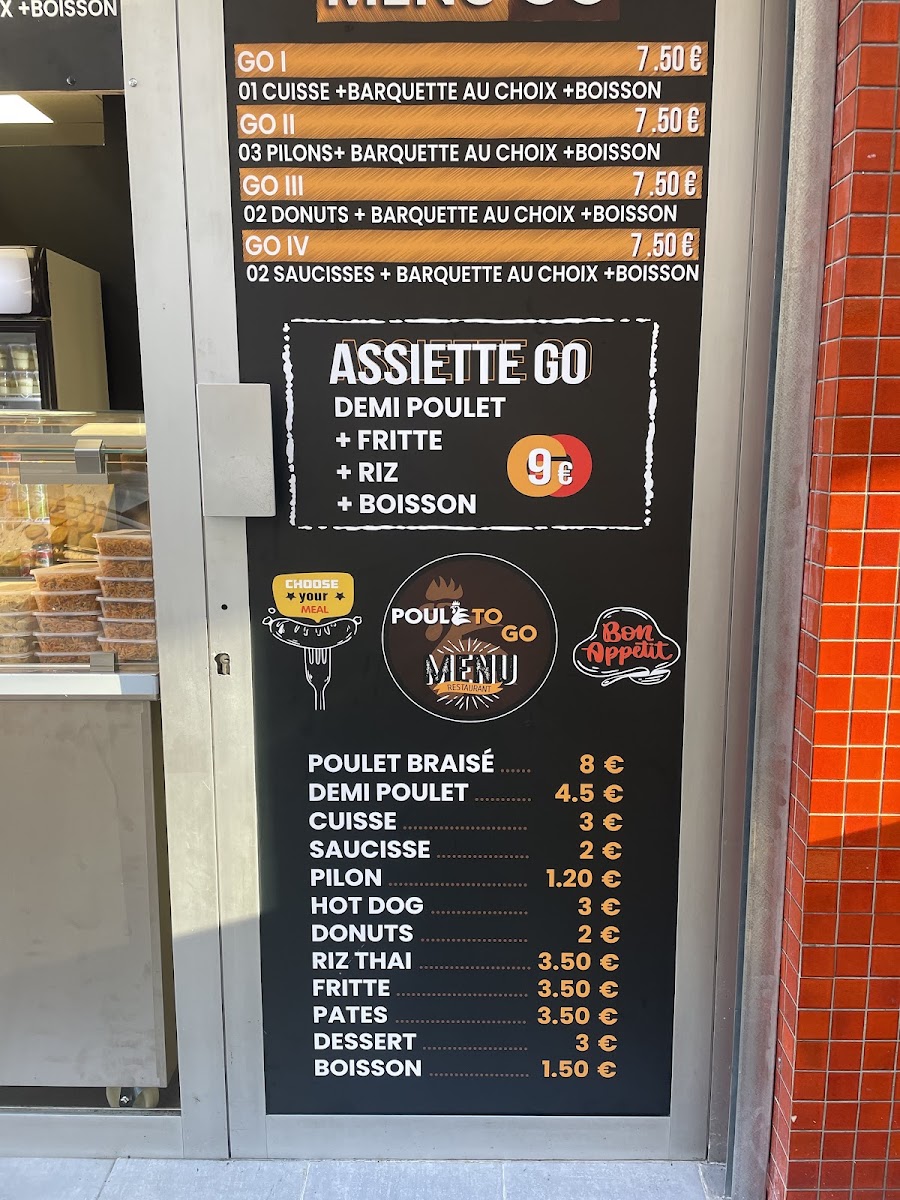 X +BOISSON
MENU GO
GO I 7.50 €
01 CUISSE +BARQUETTE AU CHOIX +BOISSON
GO II 7.50 €
03 PILONS+ BARQUETTE AU CHOIX +BOISSON
GO III 7.50 €
02 DONUTS + BARQUETTE AU CHOIX +BOISSON
GO IV 7.50 €
02 SAUCISSES + BARQUETTE AU CHOIX +BOISSON
ASSIETTE GO
DEMI POULET
+ FRITTE
+ RIZ
+ BOISSON
9 €
CHOOSE
your
MEAL
POULETO
GO
MENU
RESTAURANT
Bon
Appetit
POULET BRAISÉ ...... 8 €
DEMI POULET .......... 4.5 €
CUISSE ...................... 3 €
SAUCISSE ................ 2 €
PILON ........................ 1.20 €
HOT DOG ................. 3 €
DONUTS ................... 2 €
RIZ THAI ................... 3.50 €
FRITTE ....................... 3.50 €
PATES ........................ 3.50 €
DESSERT .................. 3 €
BOISSON ................. 1.50 €